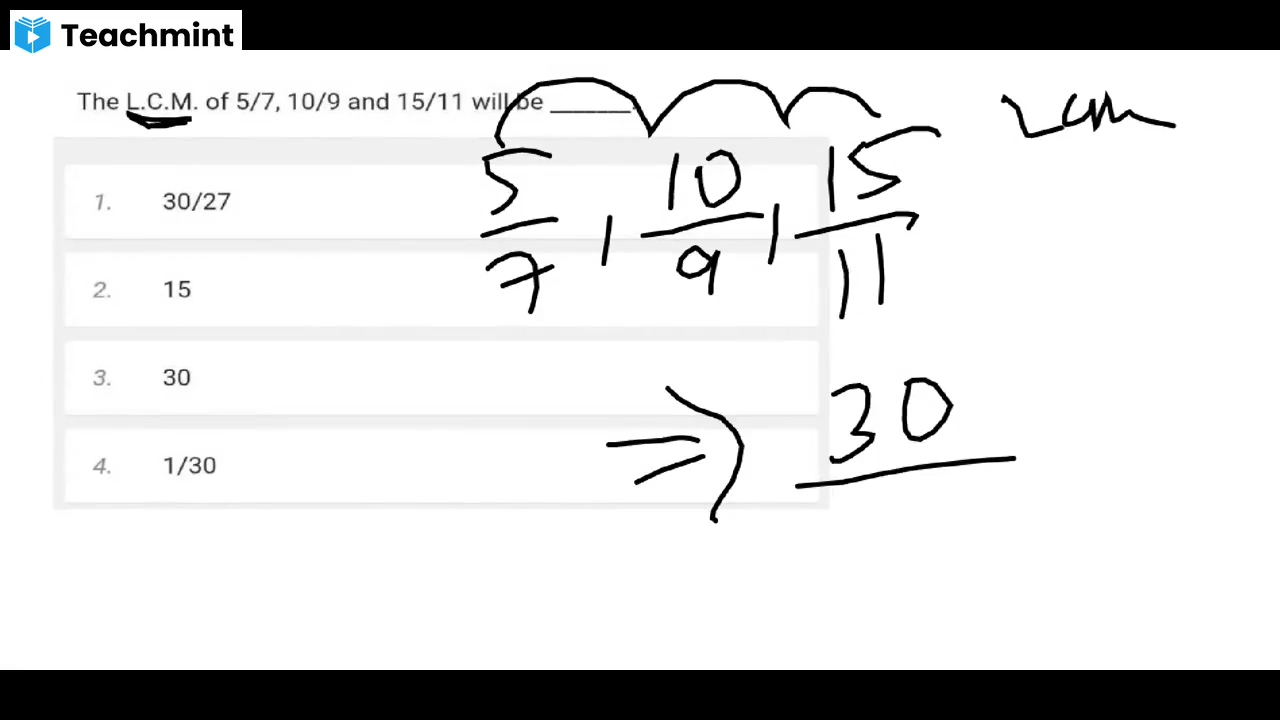 Teachmint
The L.C.M. of 5/7, 10/9 and 15/11 will be ______.
1. 30/27
2. 15
3. 30
4. 1/30
Lcm
5/7 , 10/9 , 15/11
⇒ 30